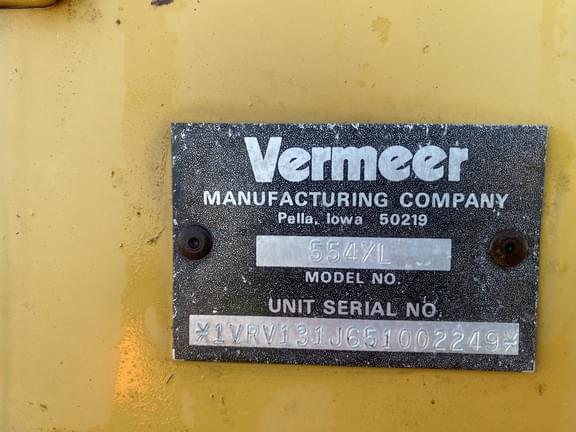 Vermeer
MANUFACTURING COMPANY
Pella, Iowa 50219
554XL
MODEL NO.
UNIT SERIAL NO.
*1VRV131J651002249*